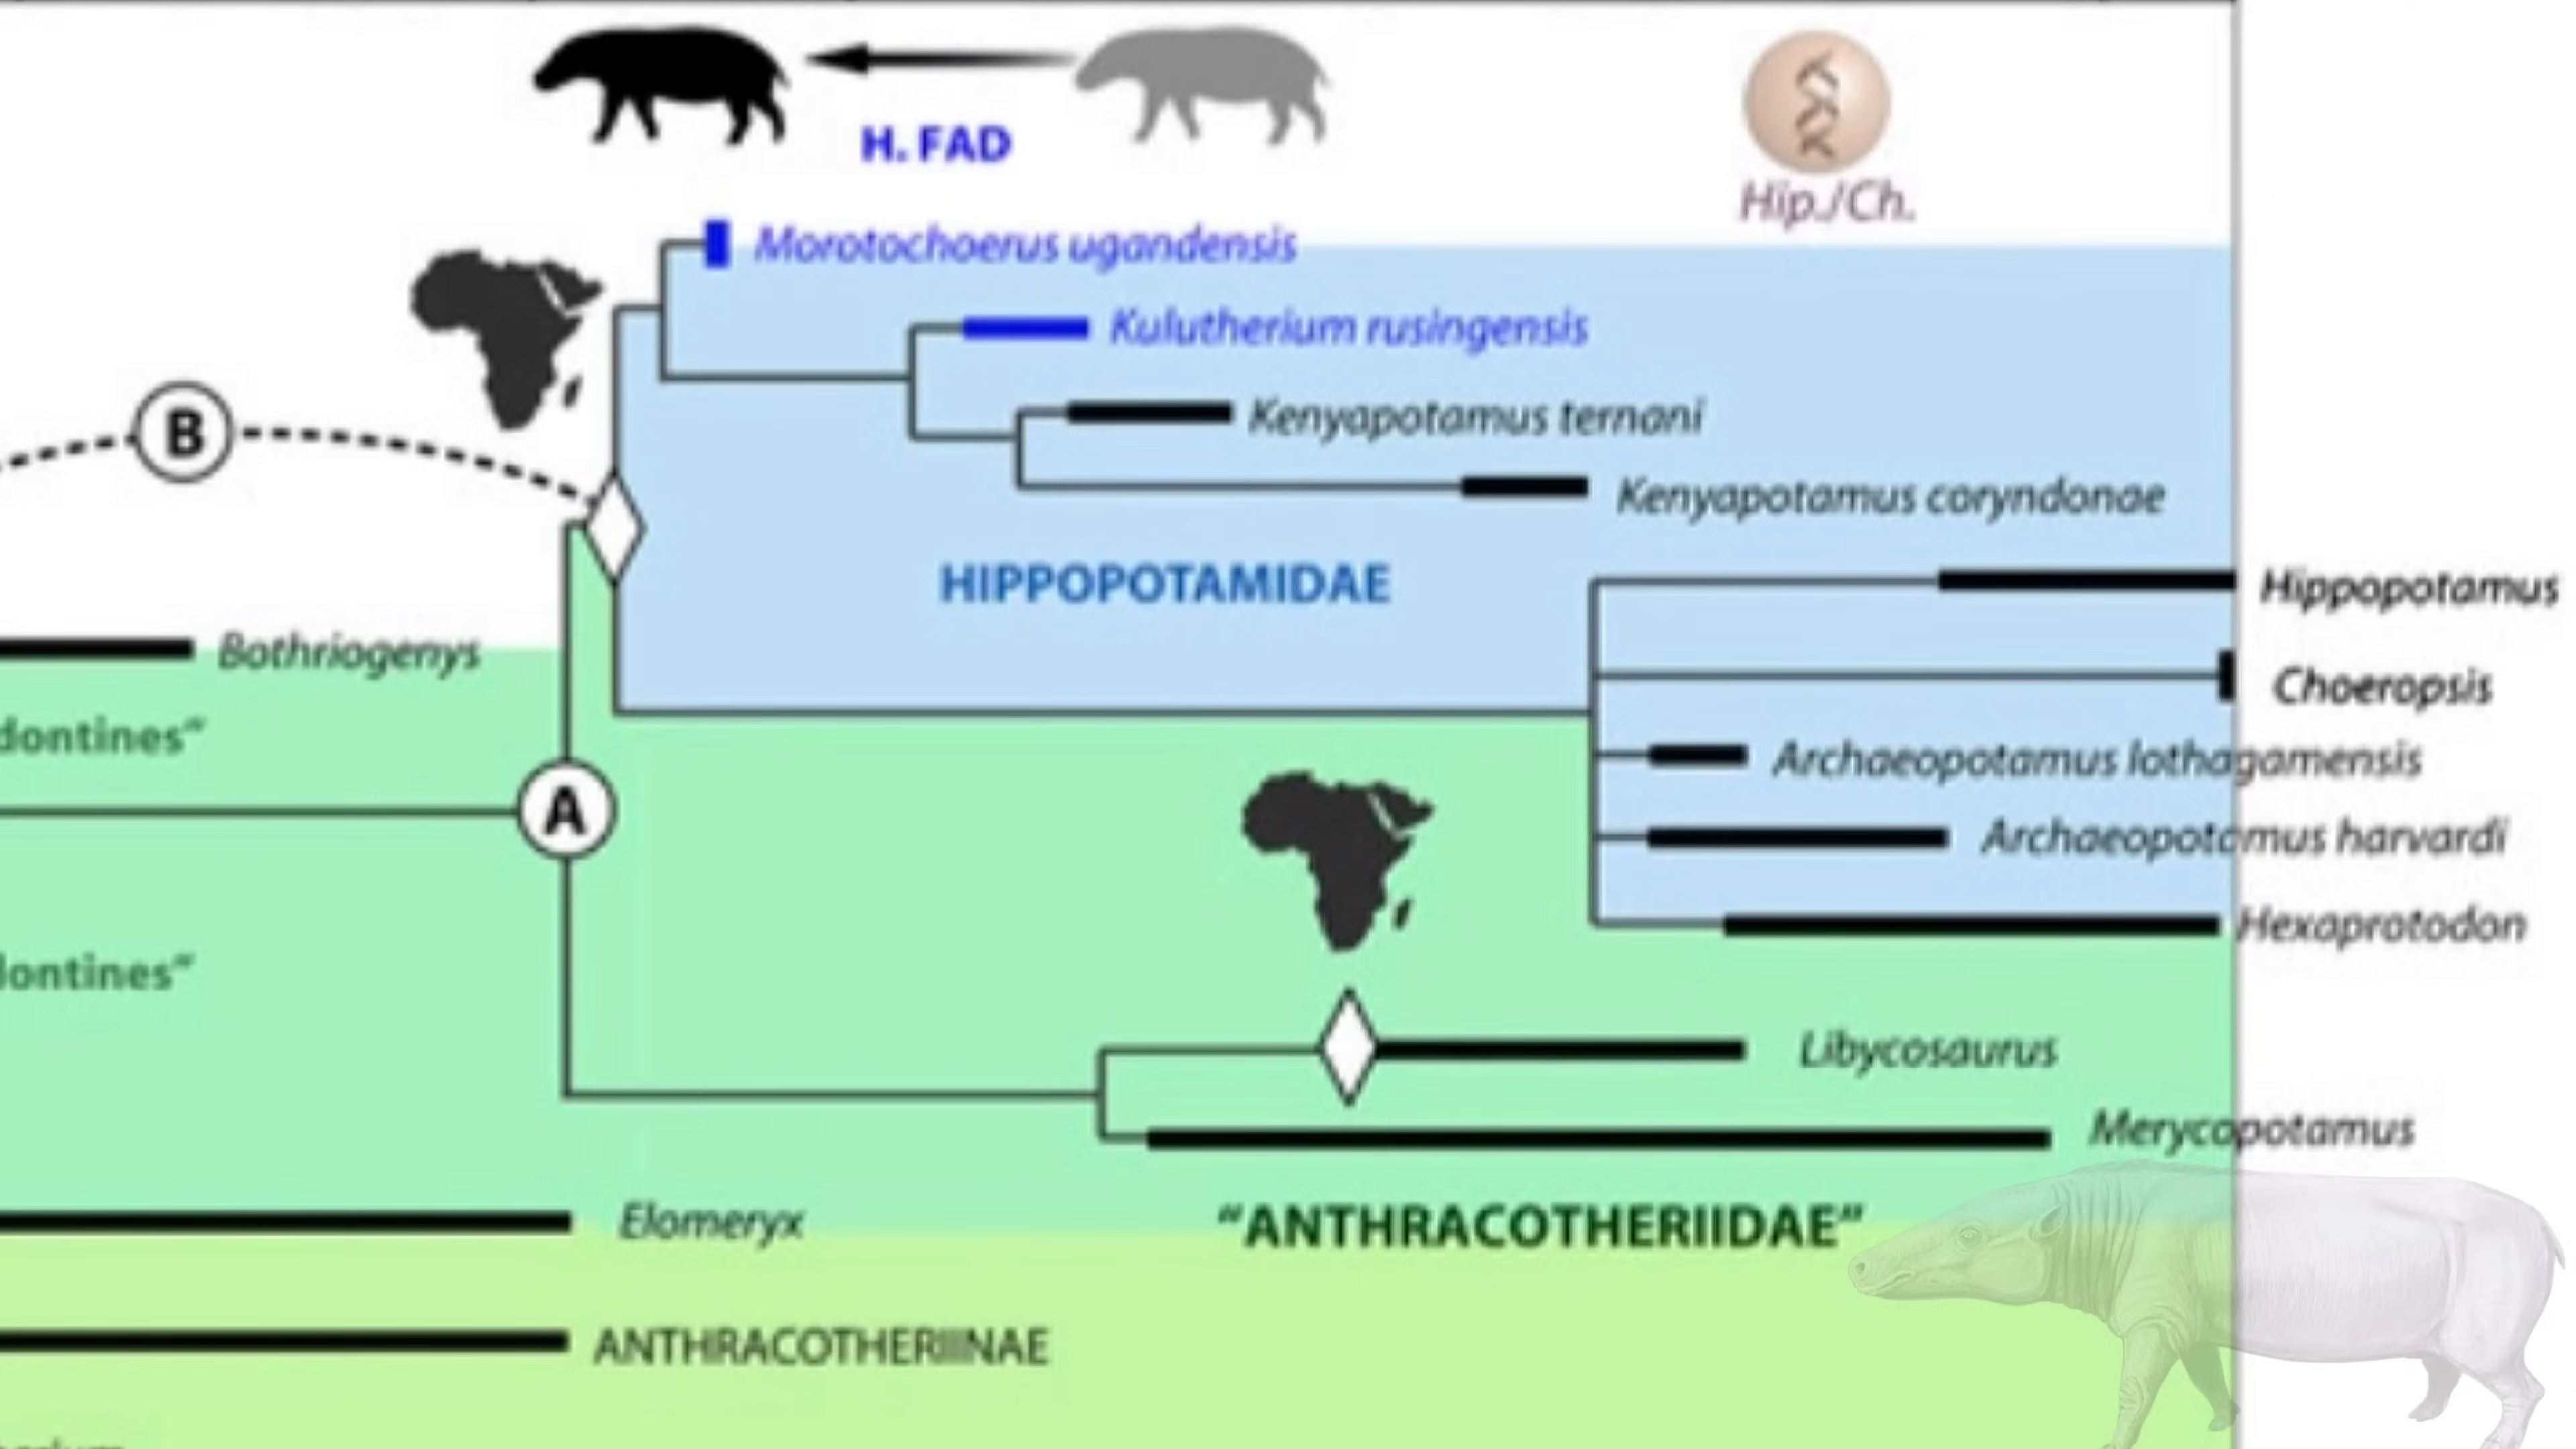 H. FAD
Hip./Ch.
Morotochoerus ugandensis
Kulutherium rusingensis
Kenyapotamus ternani
B
Kenyapotamus coryndonae
HIPPOPOTAMIDAE
Hippopotamus
Bothriogenys
Choeropsis
dontines”
Archaeopotamus lothagamensis
A
Archaeopotamus harvardi
Hexaprotodon
dontines”
Libycosaurus
Merycopotamus
Elomeryx
“ANTHRACOTHERIIDAE”
ANTHRACOTHERIINAE